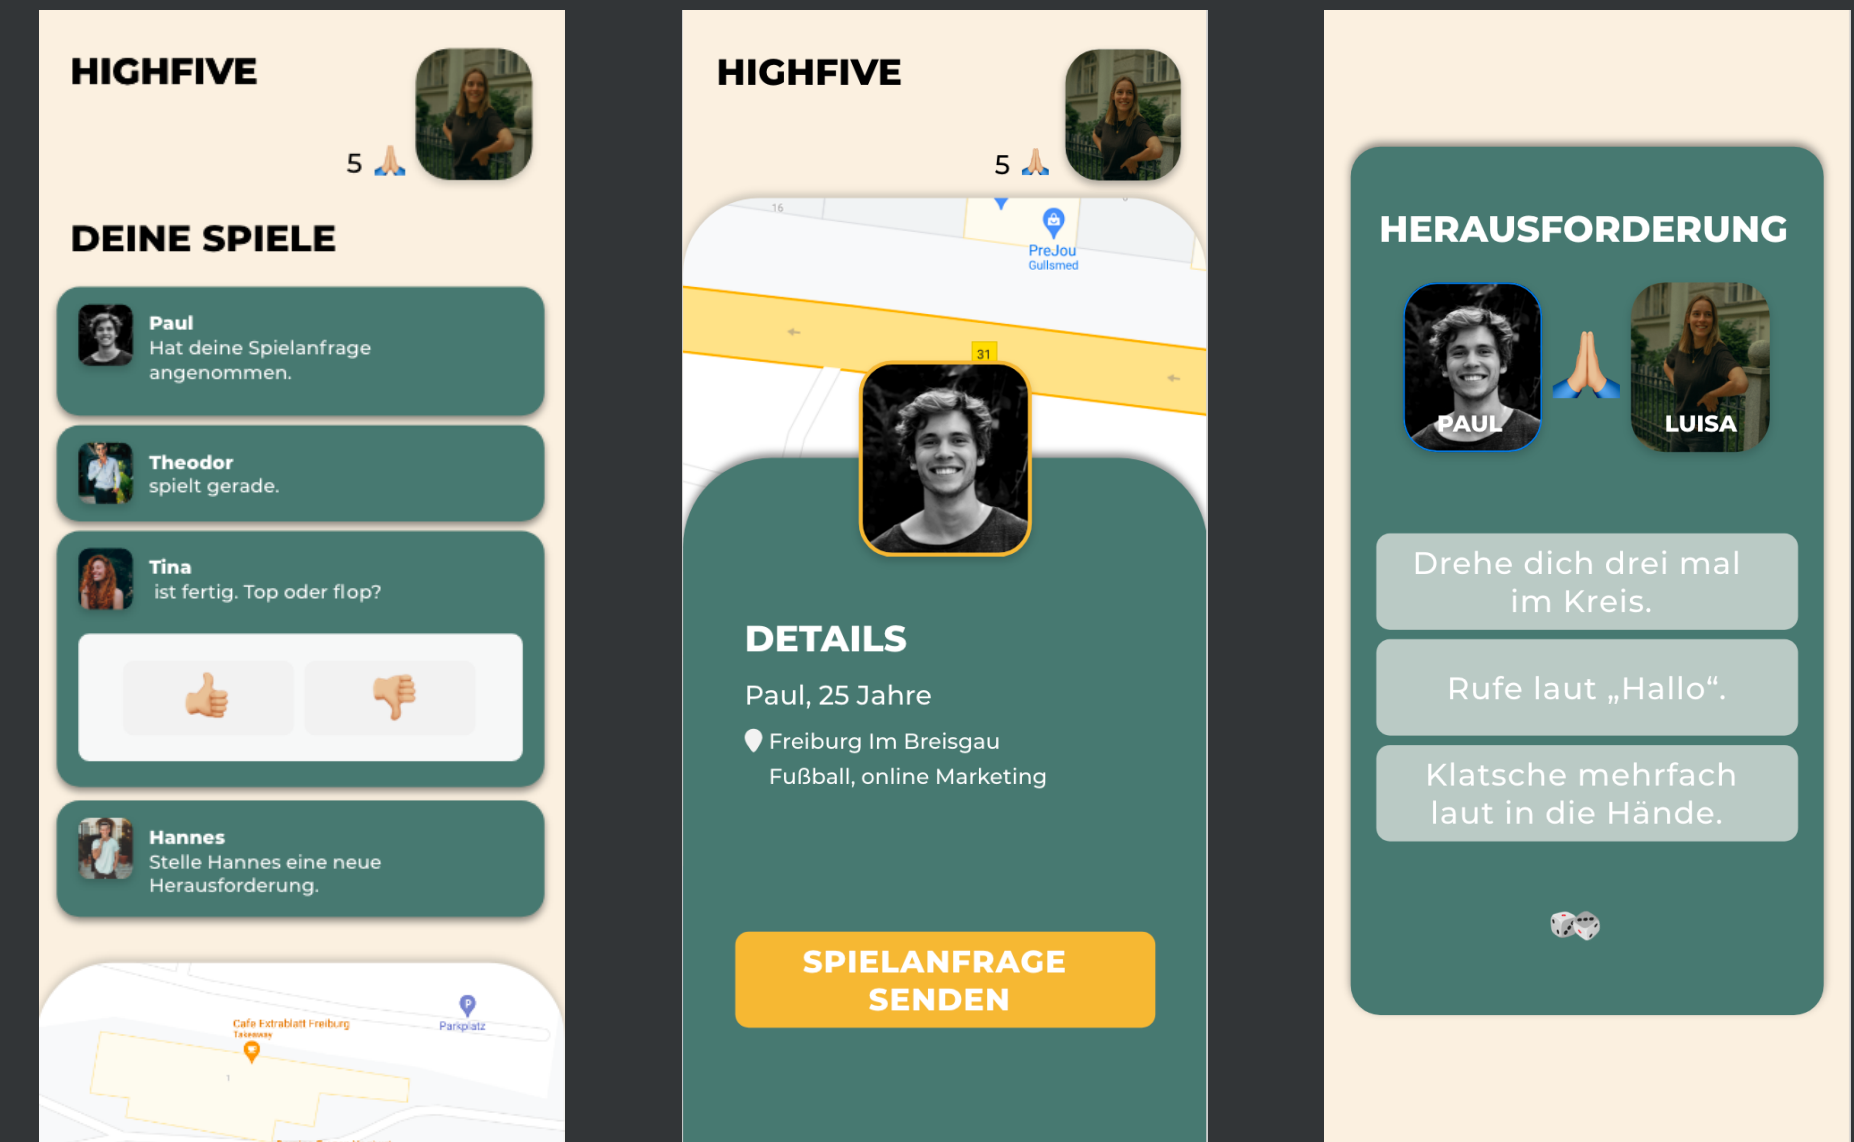 HIGHFIVE
5
DEINE SPIELE
Paul
Hat deine Spielanfrage
angenommen.
Theodor
spielt gerade.
Tina
ist fertig. Top oder flop?
Hannes
Stelle Hannes eine neue
Herausforderung.
Cafe Extrablatt Freiburg
Takeaway
P
Parkplatz
1
HIGHFIVE
5
16
PreJou
Gullsmed
31
DETAILS
Paul, 25 Jahre
Freiburg Im Breisgau
Fußball, online Marketing
SPIELANFRAGE
SENDEN
HERAUSFORDERUNG
PAUL
LUISA
Drehe dich drei mal
im Kreis.
Rufe laut „Hallo“.
Klatsche mehrfach
laut in die Hände.